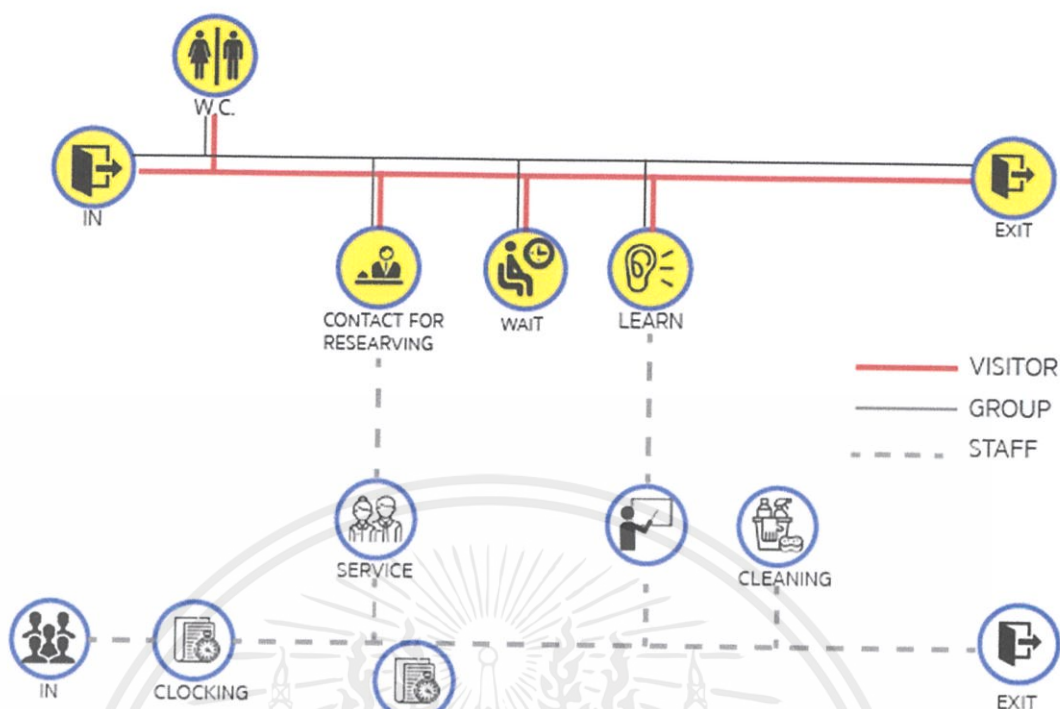 W.C.
IN
EXIT
CONTACT FOR
RESEARVING
WAIT
LEARN
VISITOR
GROUP
STAFF
SERVICE
CLEANING
IN
CLOCKING
EXIT